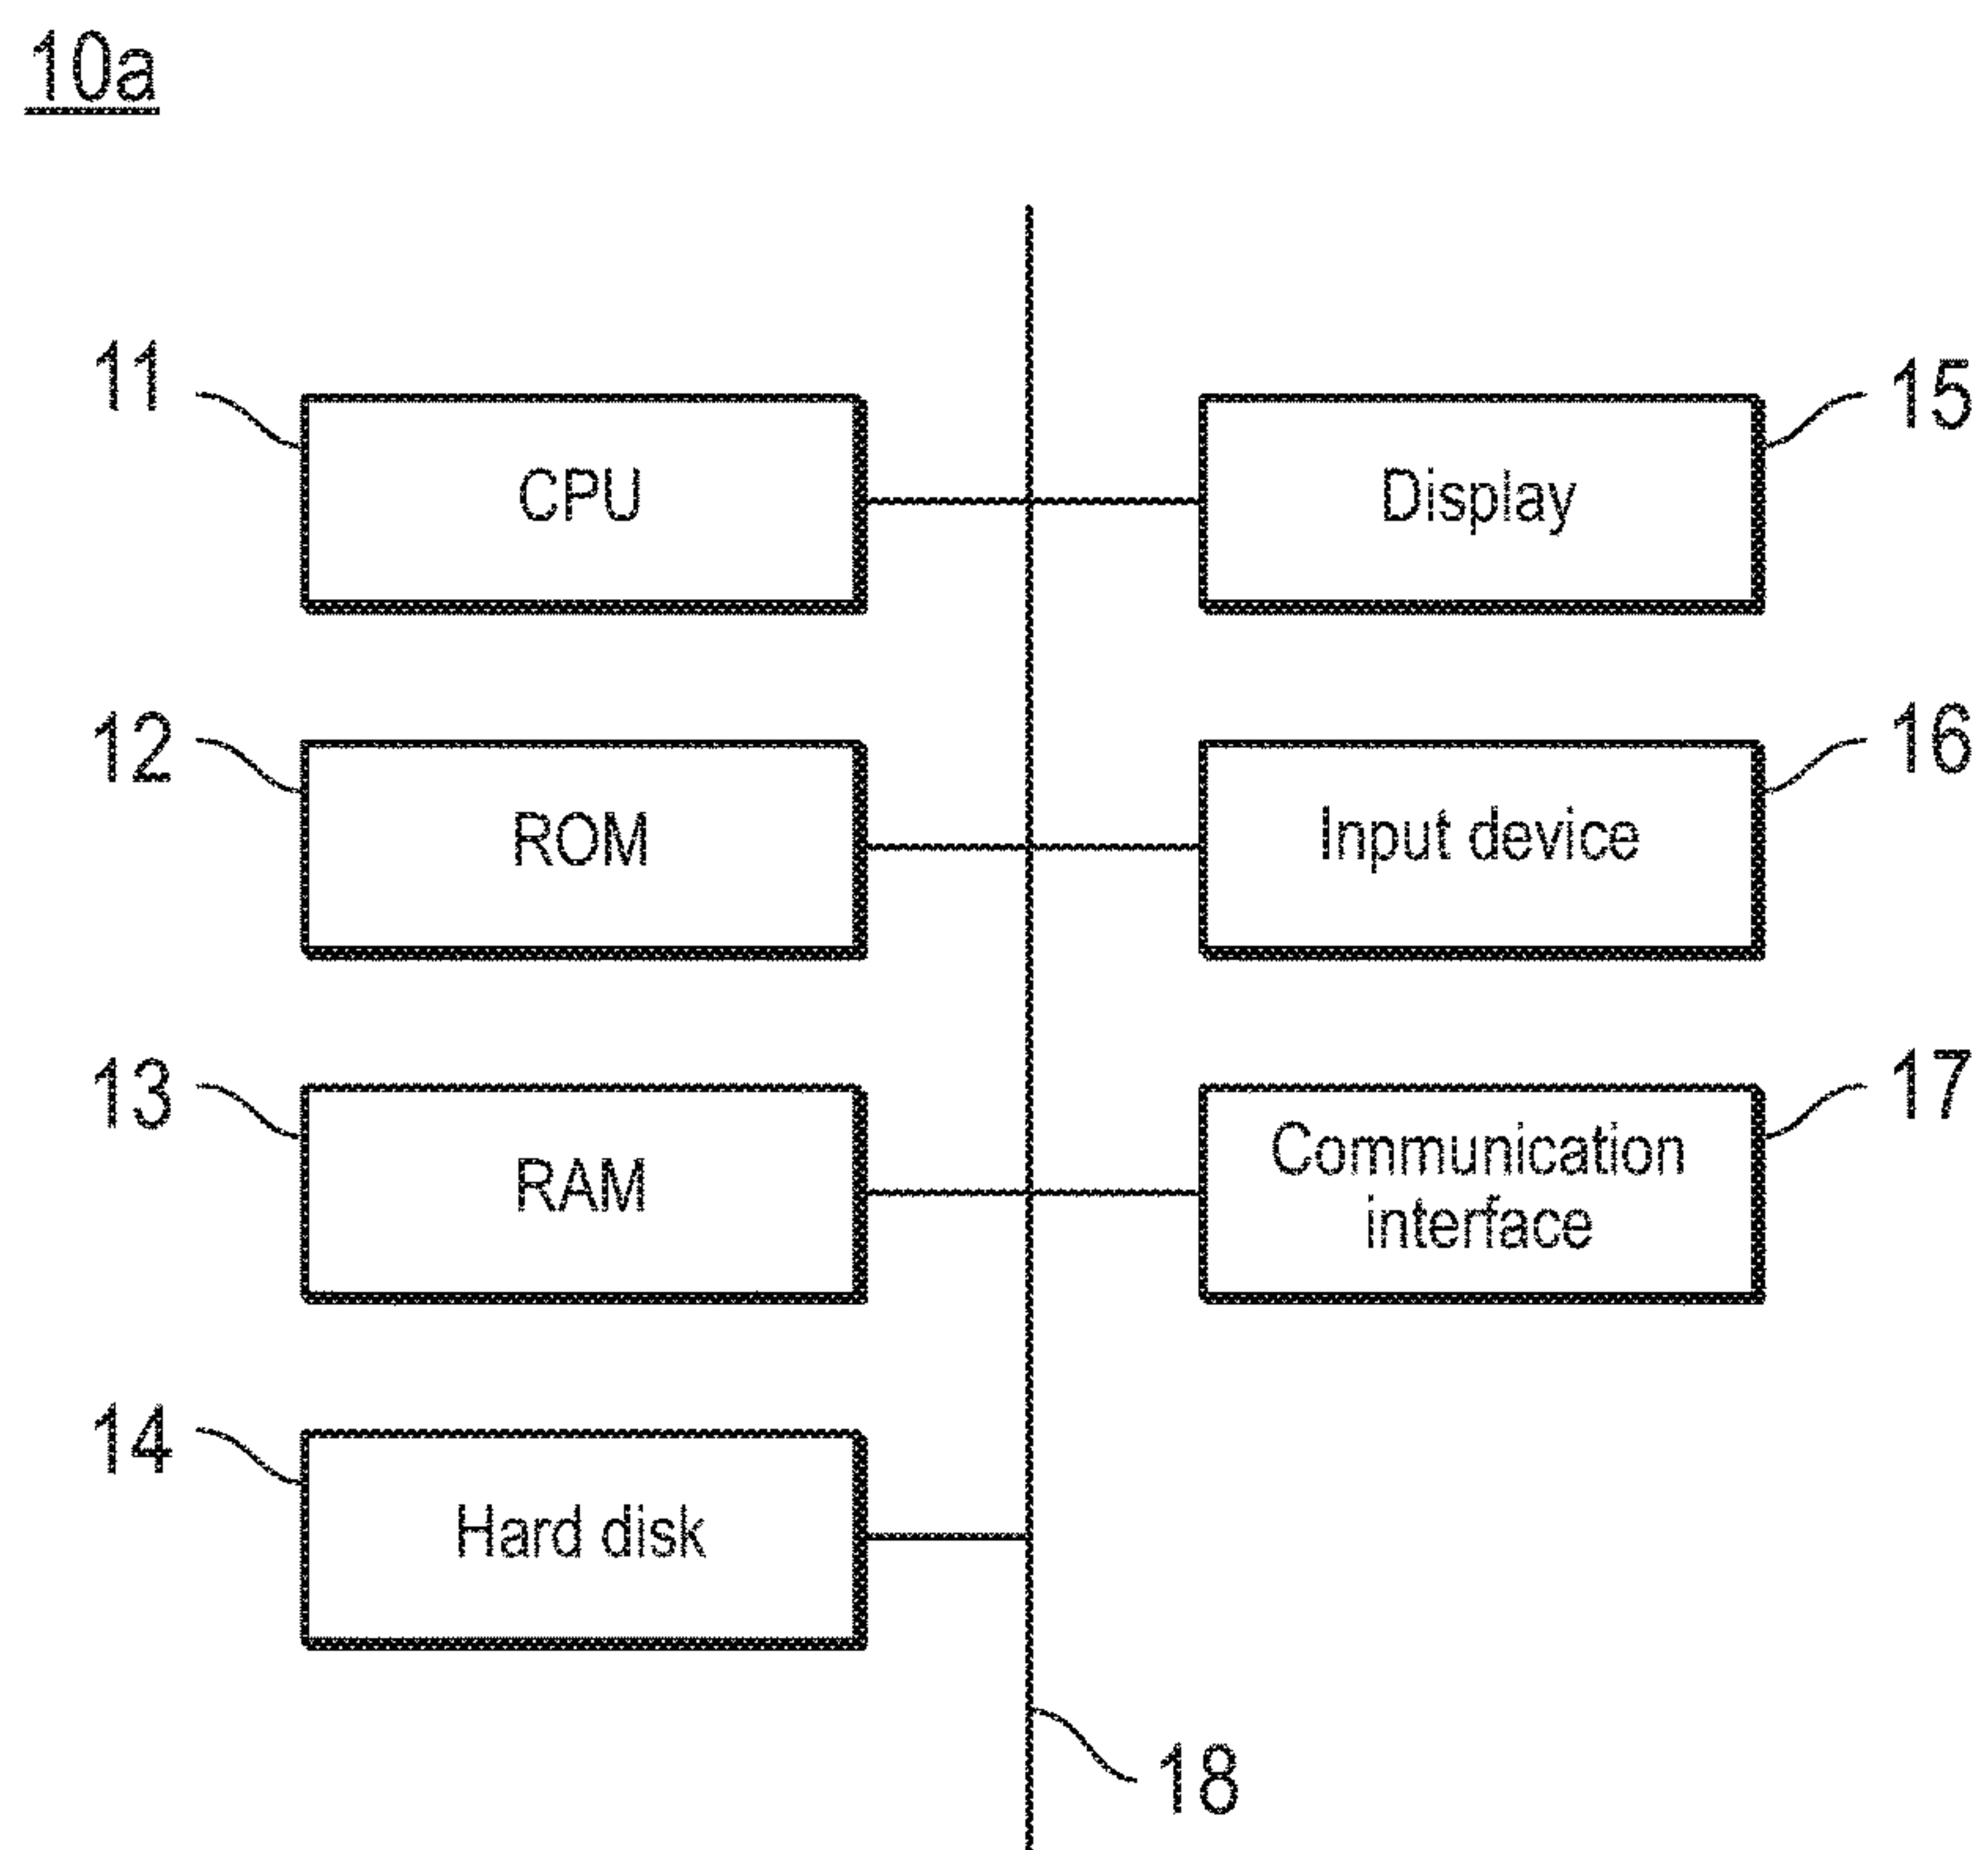 10a
11
CPU
15
Display
12
ROM
16
Input device
13
RAM
17
Communication
interface
14
Hard disk
18